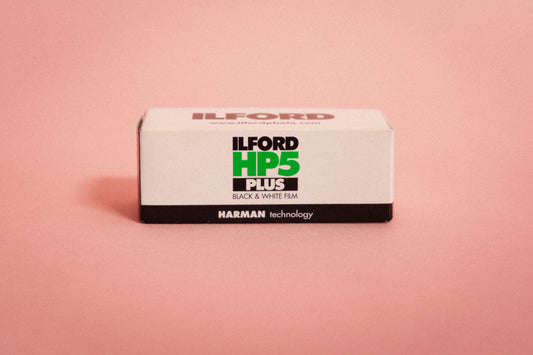 ILFORD
www.ilfordphoto.com
ILFORD
HP5
PLUS
BLACK & WHITE FILM
HARMAN technology